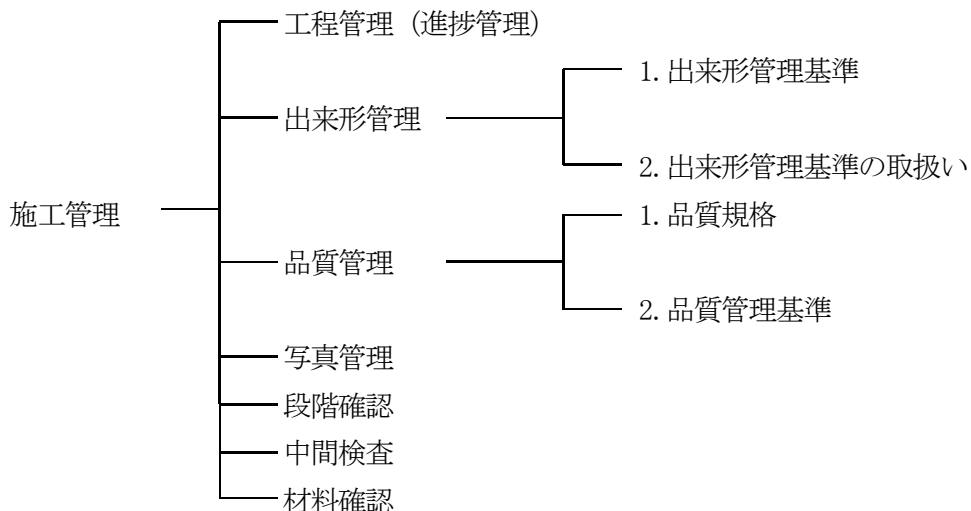 施工管理
工程管理（進捗管理）
出来形管理
1. 出来形管理基準
2. 出来形管理基準の取扱い
品質管理
1. 品質規格
2. 品質管理基準
写真管理
段階確認
中間検査
材料確認